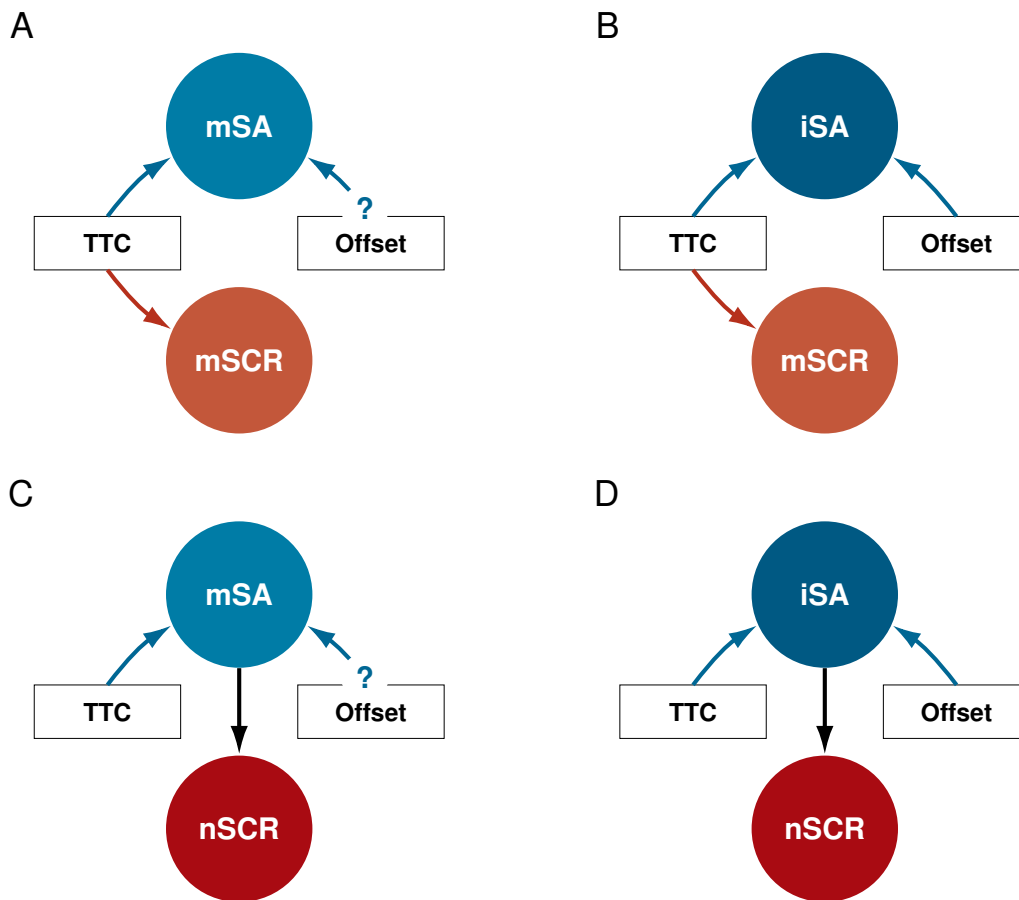 A
B
mSA
iSA
?
TTC
Offset
TTC
Offset
mSCR
mSCR
C
D
mSA
iSA
?
TTC
Offset
TTC
Offset
nSCR
nSCR